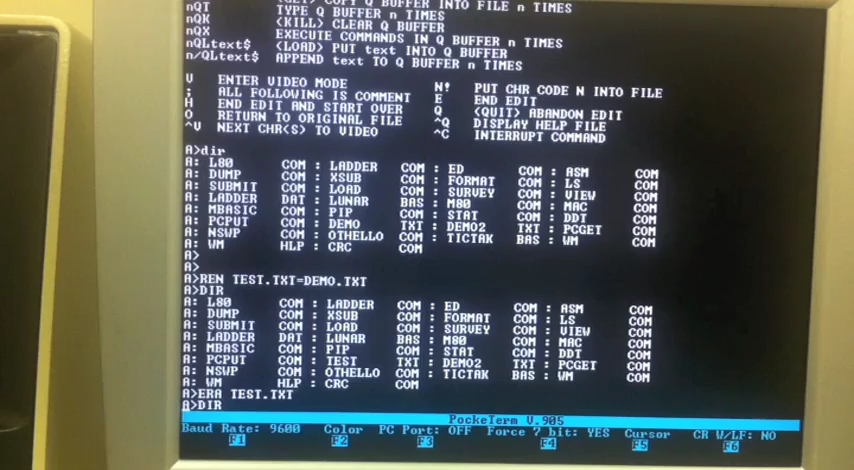 (GET) COPY Q BUFFER INTO FILE n TIMES
nQT TYPE Q BUFFER n TIMES
nQK (KILL) CLEAR Q BUFFER
nQX EXECUTE COMMANDS IN Q BUFFER n TIMES
nQLtext$ (LOAD) PUT text INTO Q BUFFER
n/QLtext$ APPEND text TO Q BUFFER n TIMES
V ENTER VIDEO MODE N! PUT CHR CODE N INTO FILE
; ALL FOLLOWING IS COMMENT E END EDIT
H END EDIT AND START OVER Q (QUIT) ABANDON EDIT
O RETURN TO ORIGINAL FILE ^Q DISPLAY HELP FILE
^V NEXT CHR(S) TO VIDEO ^C INTERRUPT COMMAND
A>dir
A: L80 COM : LADDER COM : ED COM : ASM COM
A: DUMP COM : XSUB COM : FORMAT COM : LS COM
A: SUBMIT COM : LOAD COM : SURVEY COM : VIEW COM
A: LADDER DAT : LUNAR BAS : M80 COM : MAC COM
A: MBASIC COM : PIP COM : STAT COM : DDT COM
A: PCPUT COM : DEMO TXT : DEMO2 TXT : PCGET COM
A: NSWP COM : OTHELLO COM : TICTAK BAS : WM COM
A: WM HLP : CRC COM
A>
A>
A>REN TEST.TXT=DEMO.TXT
A>DIR
A: L80 COM : LADDER COM : ED COM : ASM COM
A: DUMP COM : XSUB COM : FORMAT COM : LS COM
A: SUBMIT COM : LOAD COM : SURVEY COM : VIEW COM
A: LADDER DAT : LUNAR BAS : M80 COM : MAC COM
A: MBASIC COM : PIP COM : STAT COM : DDT COM
A: PCPUT COM : TEST TXT : DEMO2 TXT : PCGET COM
A: NSWP COM : OTHELLO COM : TICTAK BAS : WM COM
A: WM HLP : CRC COM
A>ERA TEST.TXT
A>DIR
PockeTerm V.905
Baud Rate: 9600 Color PC Port: OFF Force 7 bit: YES Cursor CR W/LF: NO
F1 F2 F3 F4 F5 F6